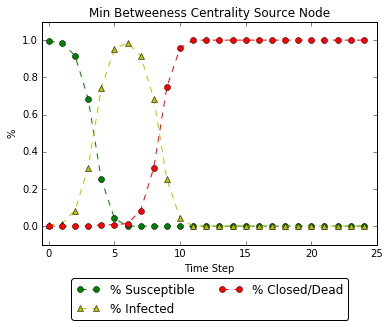 Min Betweeness Centrality Source Node
1.0
0.8
0.6
0.4
0.2
0.0
%
0 5 10 15 20 25
Time Step
% Susceptible % Closed/Dead
% Infected